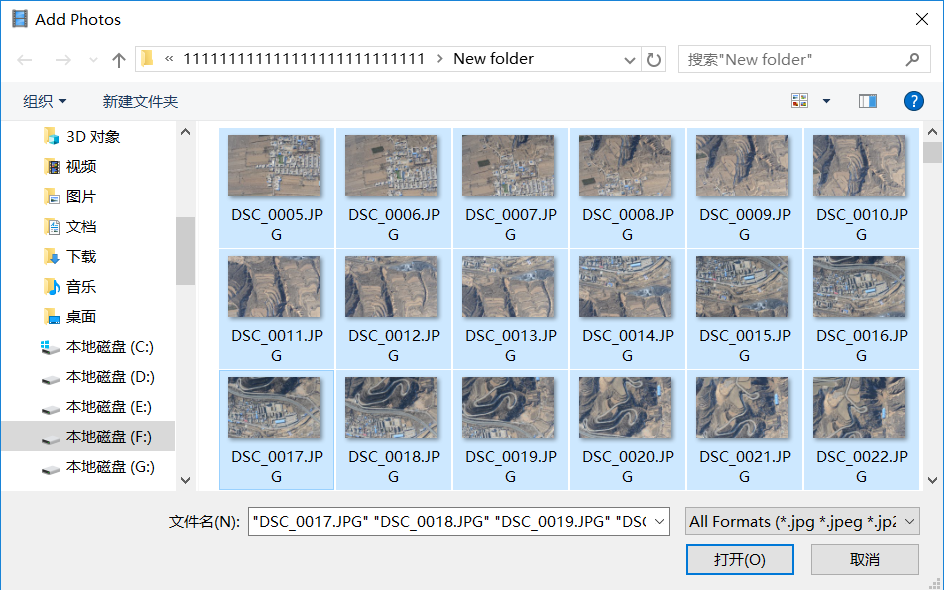 Add Photos
« 1111111111111111111111111111 › New folder
搜索"New folder"
组织
新建文件夹
?
3D 对象
视频
图片
文档
下载
音乐
桌面
本地磁盘 (C:)
本地磁盘 (D:)
本地磁盘 (E:)
本地磁盘 (F:)
本地磁盘 (G:)
DSC_0005.JPG
DSC_0006.JPG
DSC_0007.JPG
DSC_0008.JPG
DSC_0009.JPG
DSC_0010.JPG
DSC_0011.JPG
DSC_0012.JPG
DSC_0013.JPG
DSC_0014.JPG
DSC_0015.JPG
DSC_0016.JPG
DSC_0017.JPG
DSC_0018.JPG
DSC_0019.JPG
DSC_0020.JPG
DSC_0021.JPG
DSC_0022.JPG
文件名(N): "DSC_0017.JPG" "DSC_0018.JPG" "DSC_0019.JPG" "DSC
All Formats (*.jpg *.jpeg *.jp2
打开(O)
取消